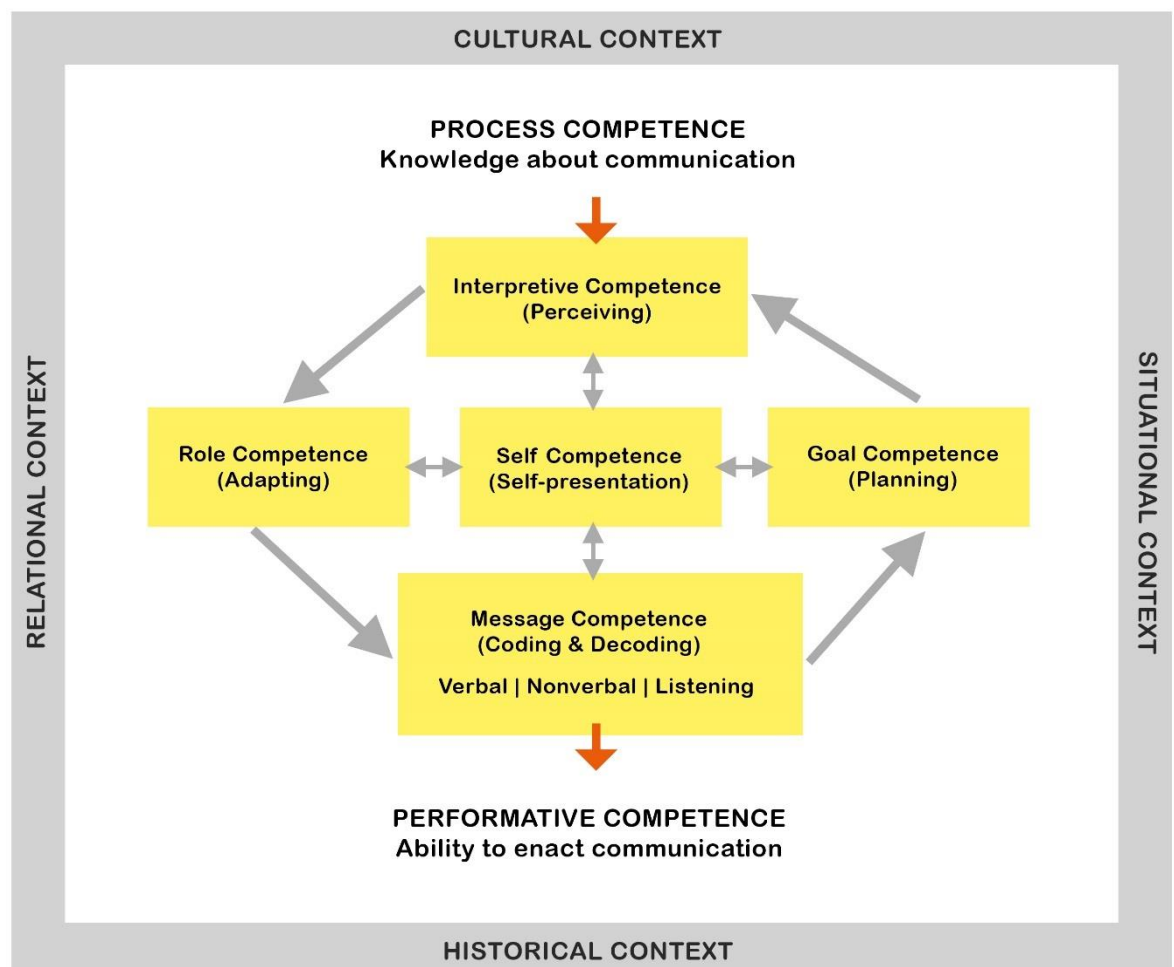 CULTURAL CONTEXT
PROCESS COMPETENCE
Knowledge about communication
Interpretive Competence
(Perceiving)
RELATIONAL CONTEXT
Role Competence
(Adapting)
Self Competence
(Self-presentation)
Goal Competence
(Planning)
SITUATIONAL CONTEXT
Message Competence
(Coding & Decoding)
Verbal | Nonverbal | Listening
PERFORMATIVE COMPETENCE
Ability to enact communication
HISTORICAL CONTEXT